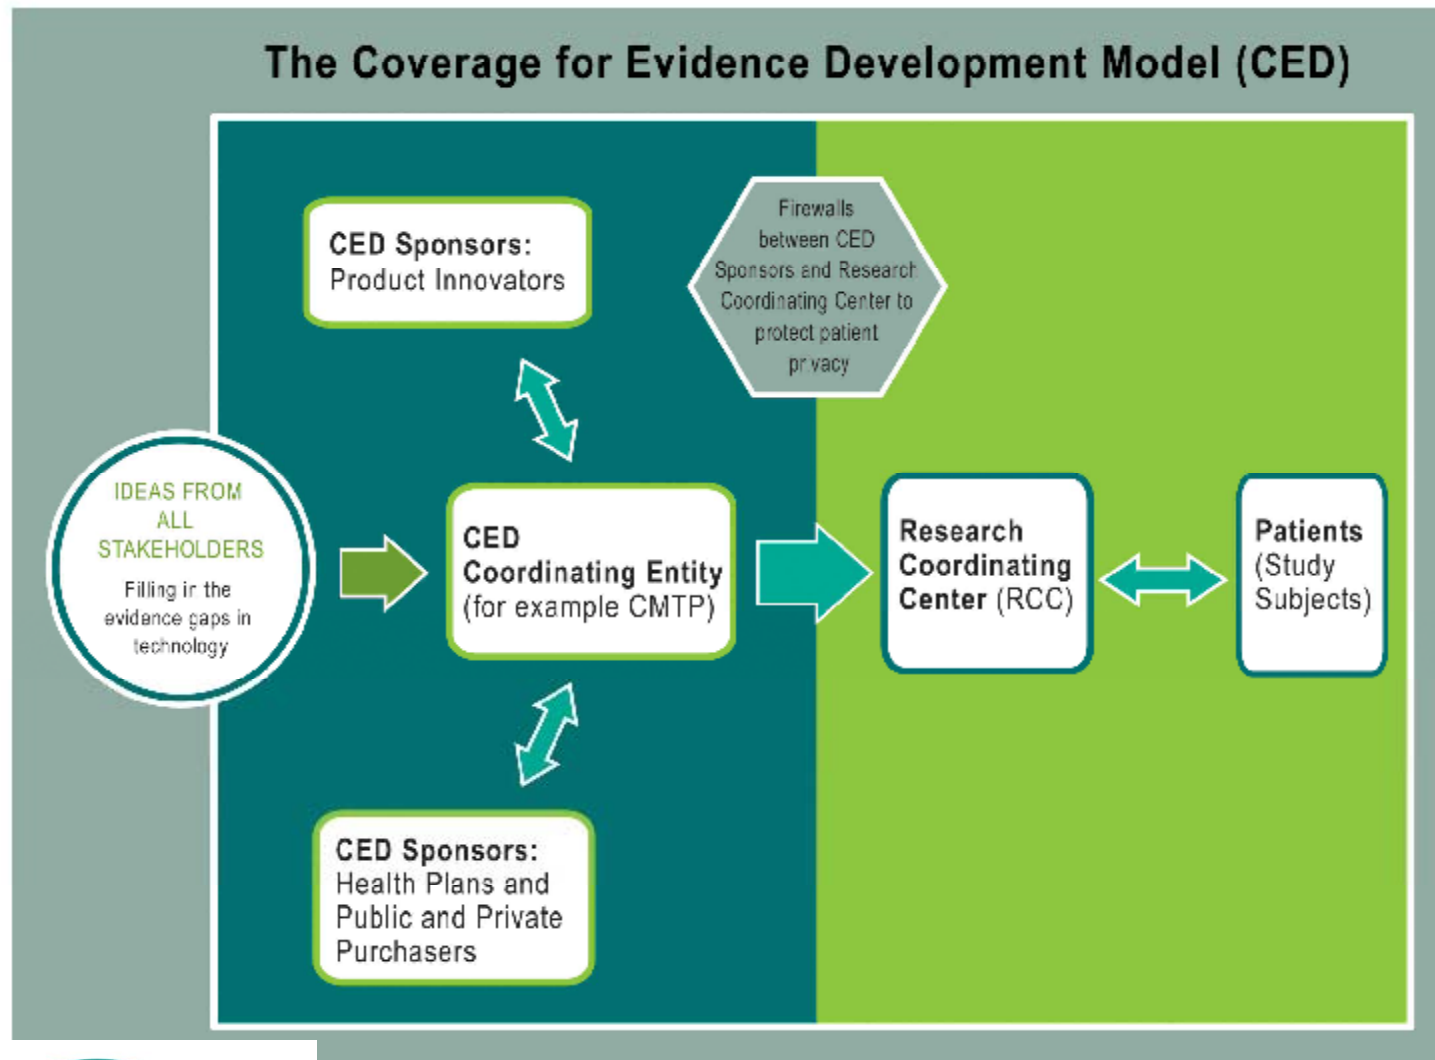 The Coverage for Evidence Development Model (CED)
CED Sponsors:
Product Innovators
Firewalls
between CED
Sponsors and Research
Coordinating Center to
protect patient
privacy
IDEAS FROM
ALL
STAKEHOLDERS
Filling in the
evidence gaps in
technology
CED
Coordinating Entity
(for example CMTP)
Research
Coordinating
Center (RCC)
Patients
(Study
Subjects)
CED Sponsors:
Health Plans and
Public and Private
Purchasers